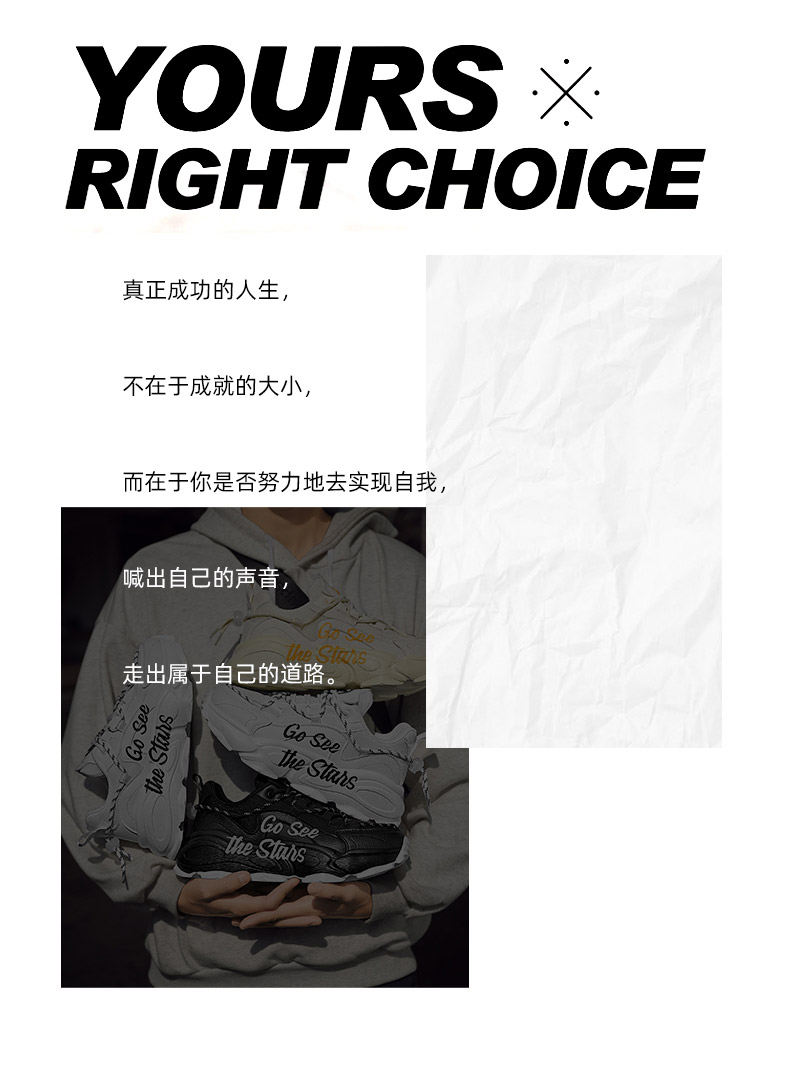 YOURS
RIGHT CHOICE
真正成功的人生，
不在于成就的大小，
而在于你是否努力地去实现自我，
喊出自己的声音，
走出属于自己的道路。
Go See
the Stars
Go See
the Stars
Go See
the Stars
Go See
the Stars